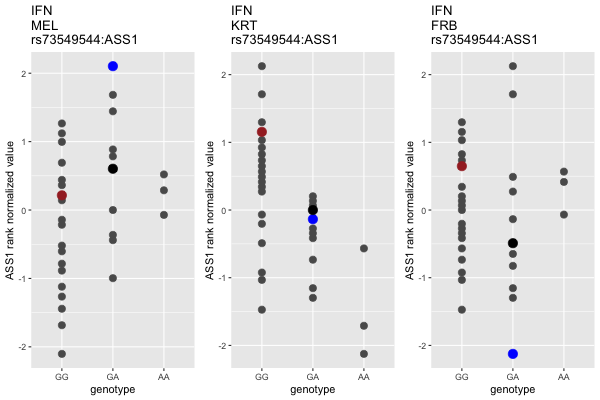 IFN
MEL
rs73549544:ASS1
ASS1 rank normalized value
2
1
0
-1
-2
GG GA AA
genotype
IFN
KRT
rs73549544:ASS1
ASS1 rank normalized value
2
1
0
-1
-2
GG GA AA
genotype
IFN
FRB
rs73549544:ASS1
ASS1 rank normalized value
2
1
0
-1
-2
GG GA AA
genotype